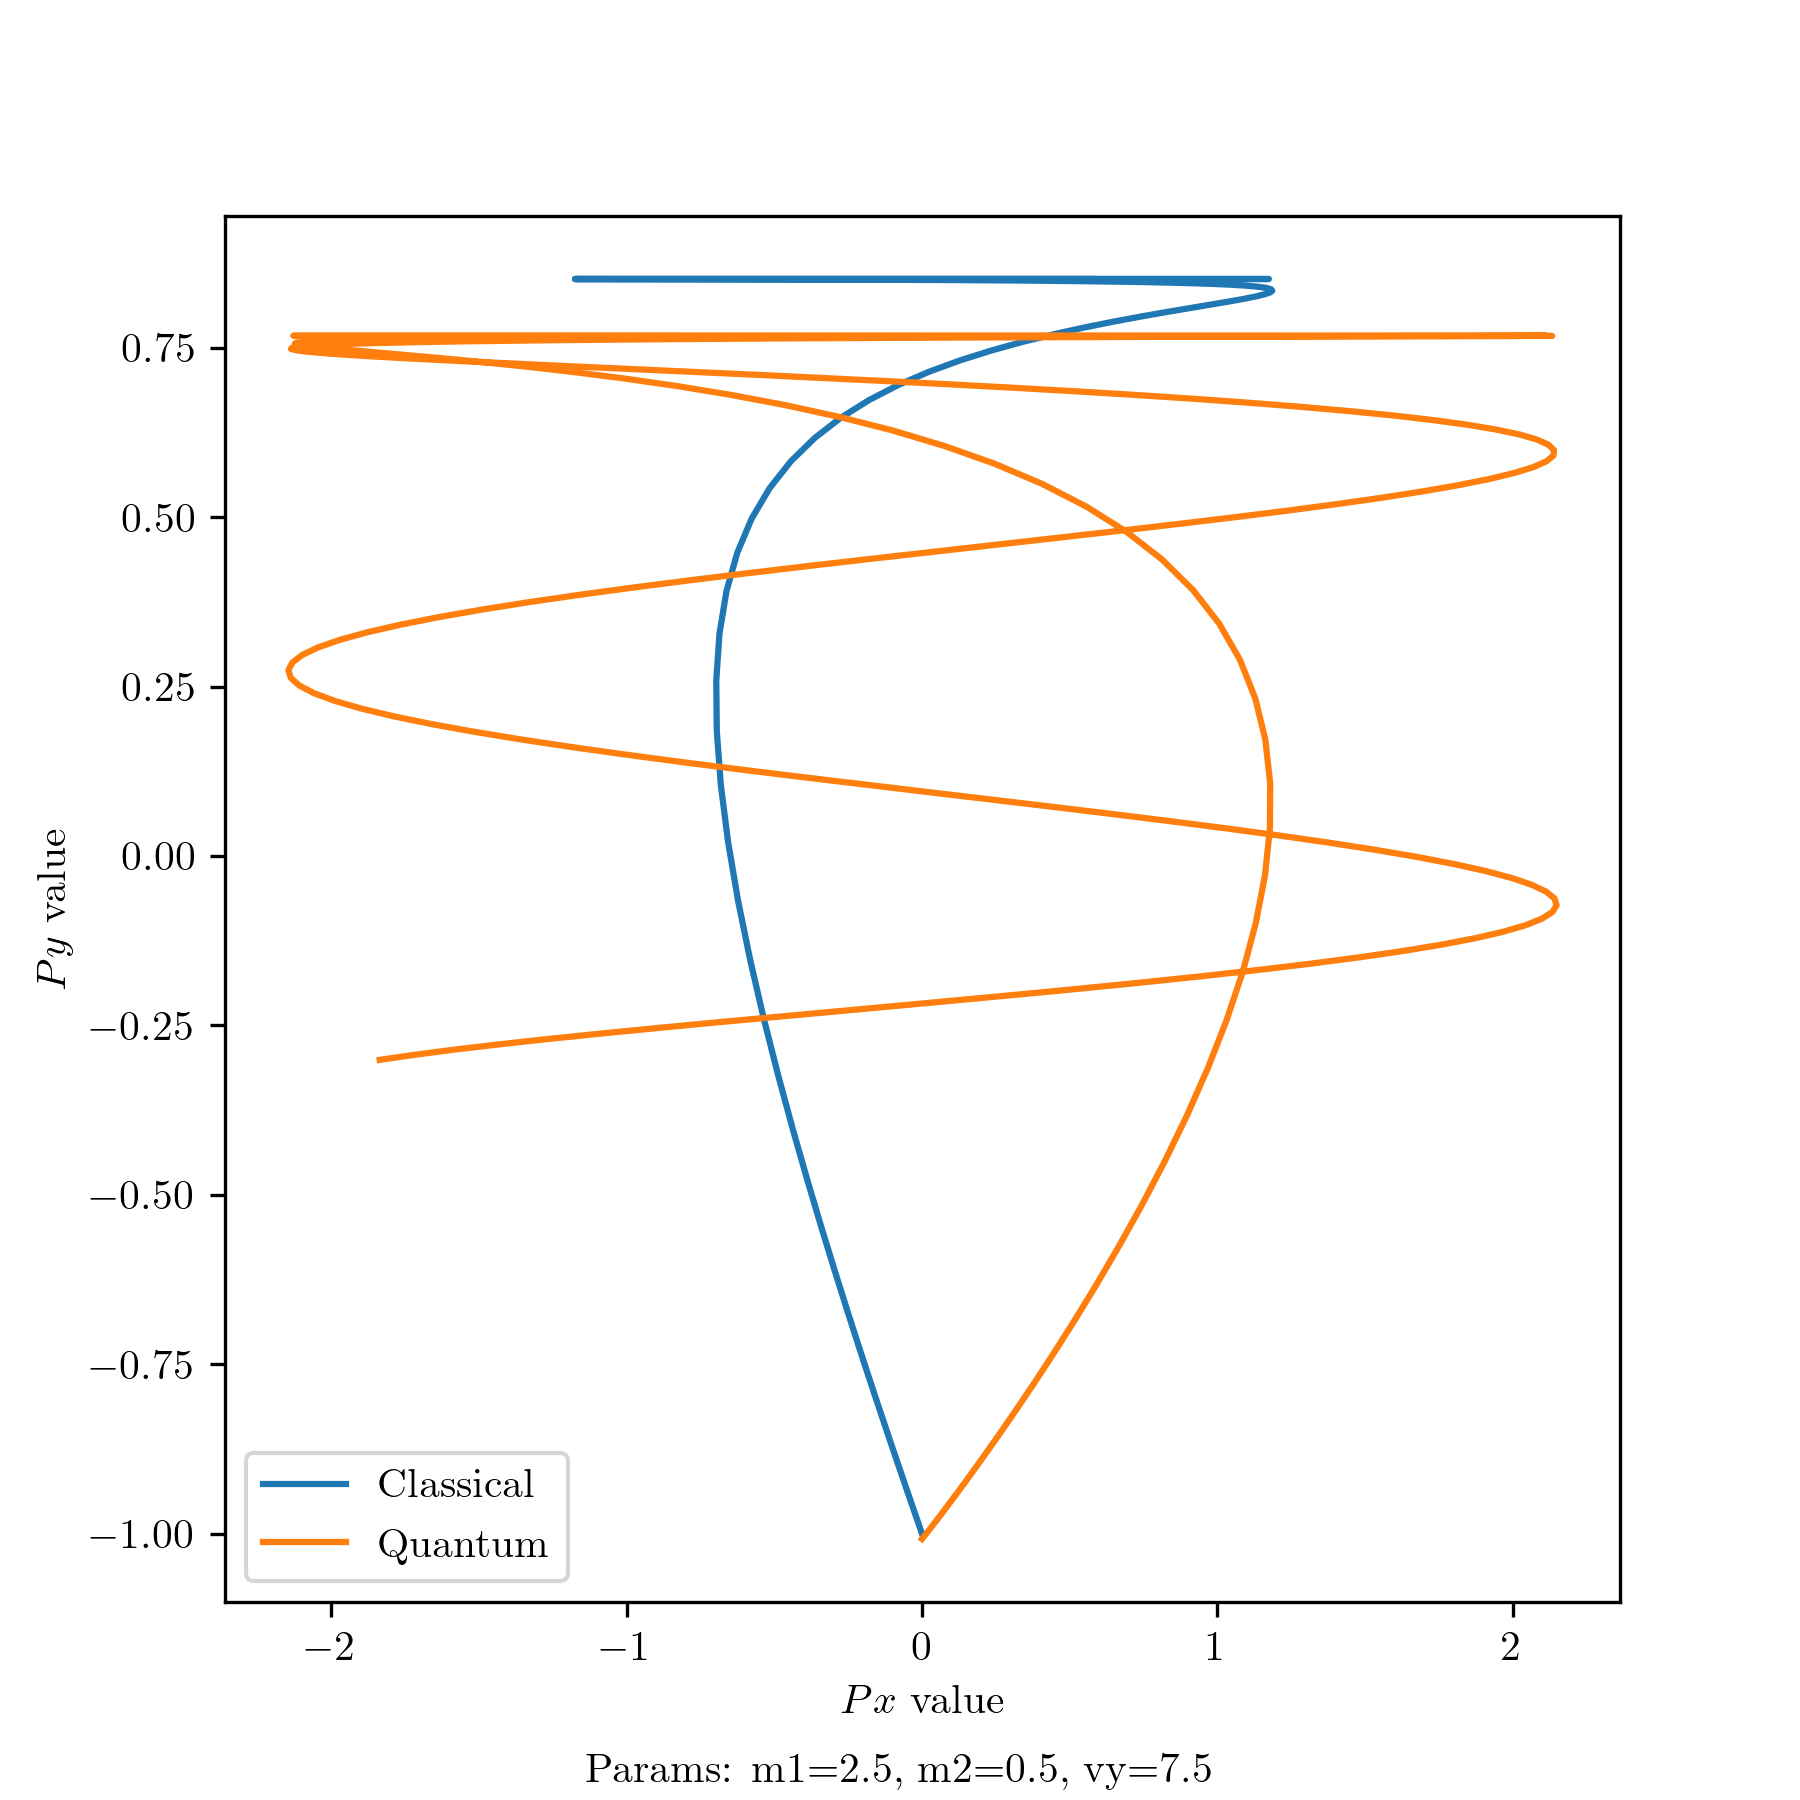 0.75
0.50
0.25
0.00
−0.25
−0.50
−0.75
−1.00
Py value
Classical
Quantum
−2 −1 0 1 2
Px value
Params: m1=2.5, m2=0.5, vy=7.5